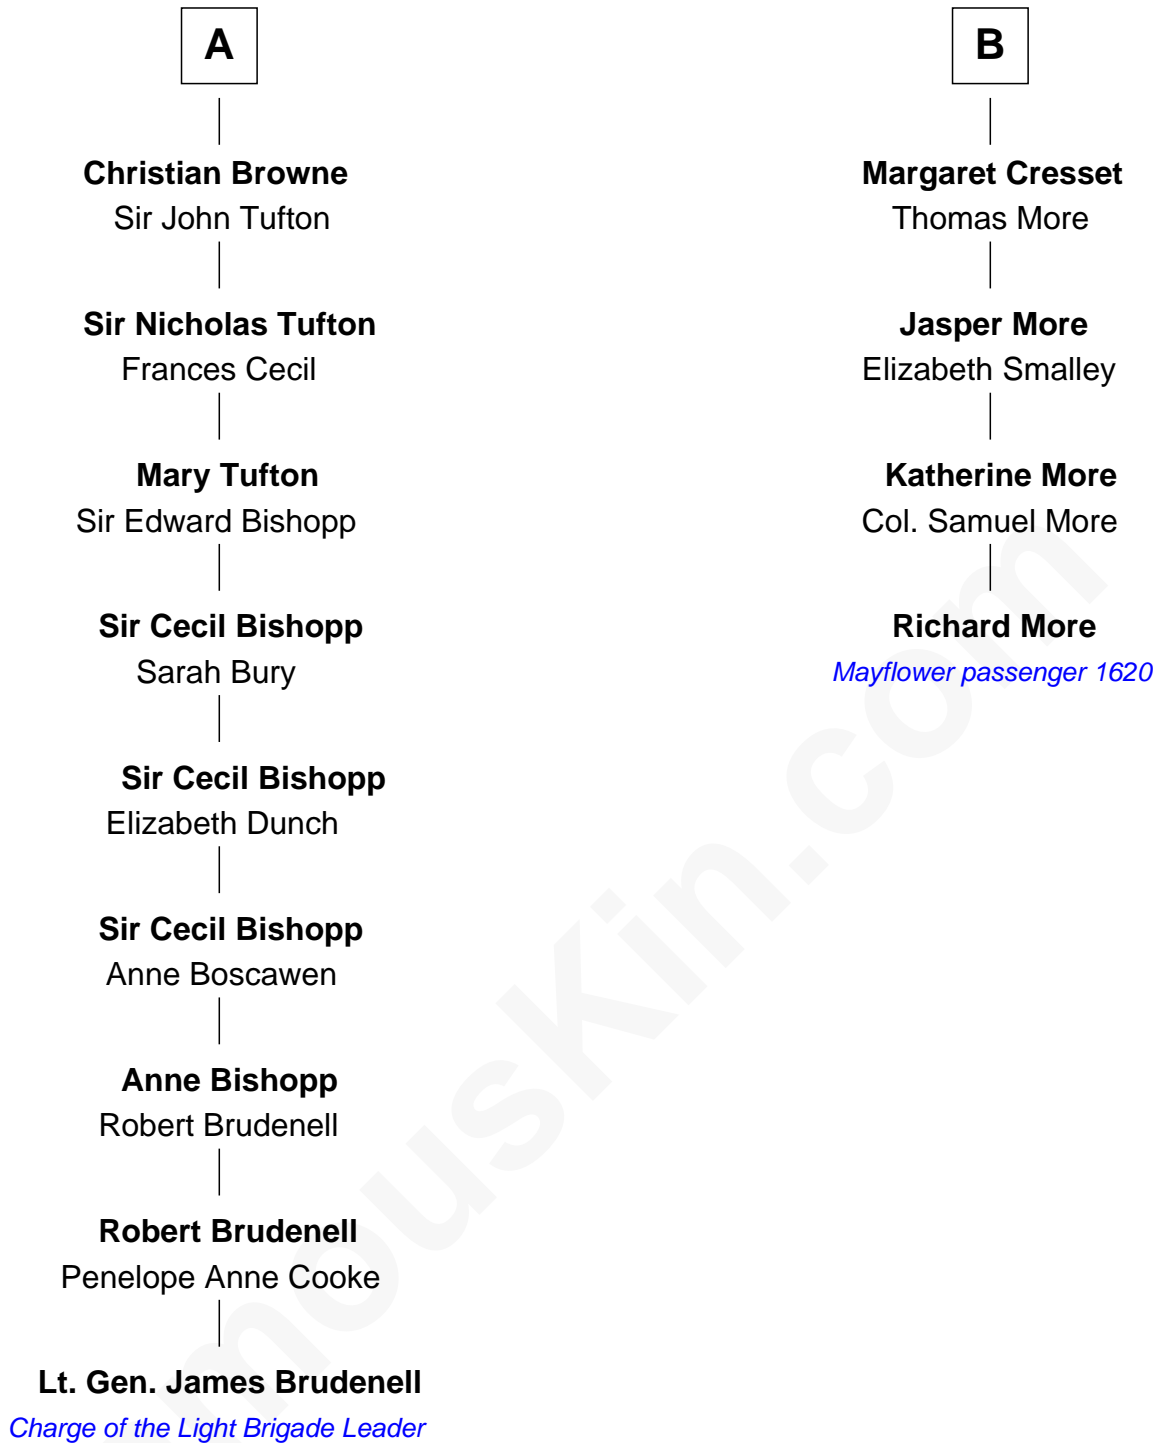 A
Christian Browne
Sir John Tufton
Sir Nicholas Tufton
Frances Cecil
Mary Tufton
Sir Edward Bishopp
Sir Cecil Bishopp
Sarah Bury
Sir Cecil Bishopp
Elizabeth Dunch
Sir Cecil Bishopp
Anne Boscawen
Anne Bishopp
Robert Brudenell
Robert Brudenell
Penelope Anne Cooke
Lt. Gen. James Brudenell
Charge of the Light Brigade Leader
B
Margaret Cresset
Thomas More
Jasper More
Elizabeth Smalley
Katherine More
Col. Samuel More
Richard More
Mayflower passenger 1620
mousKin.com